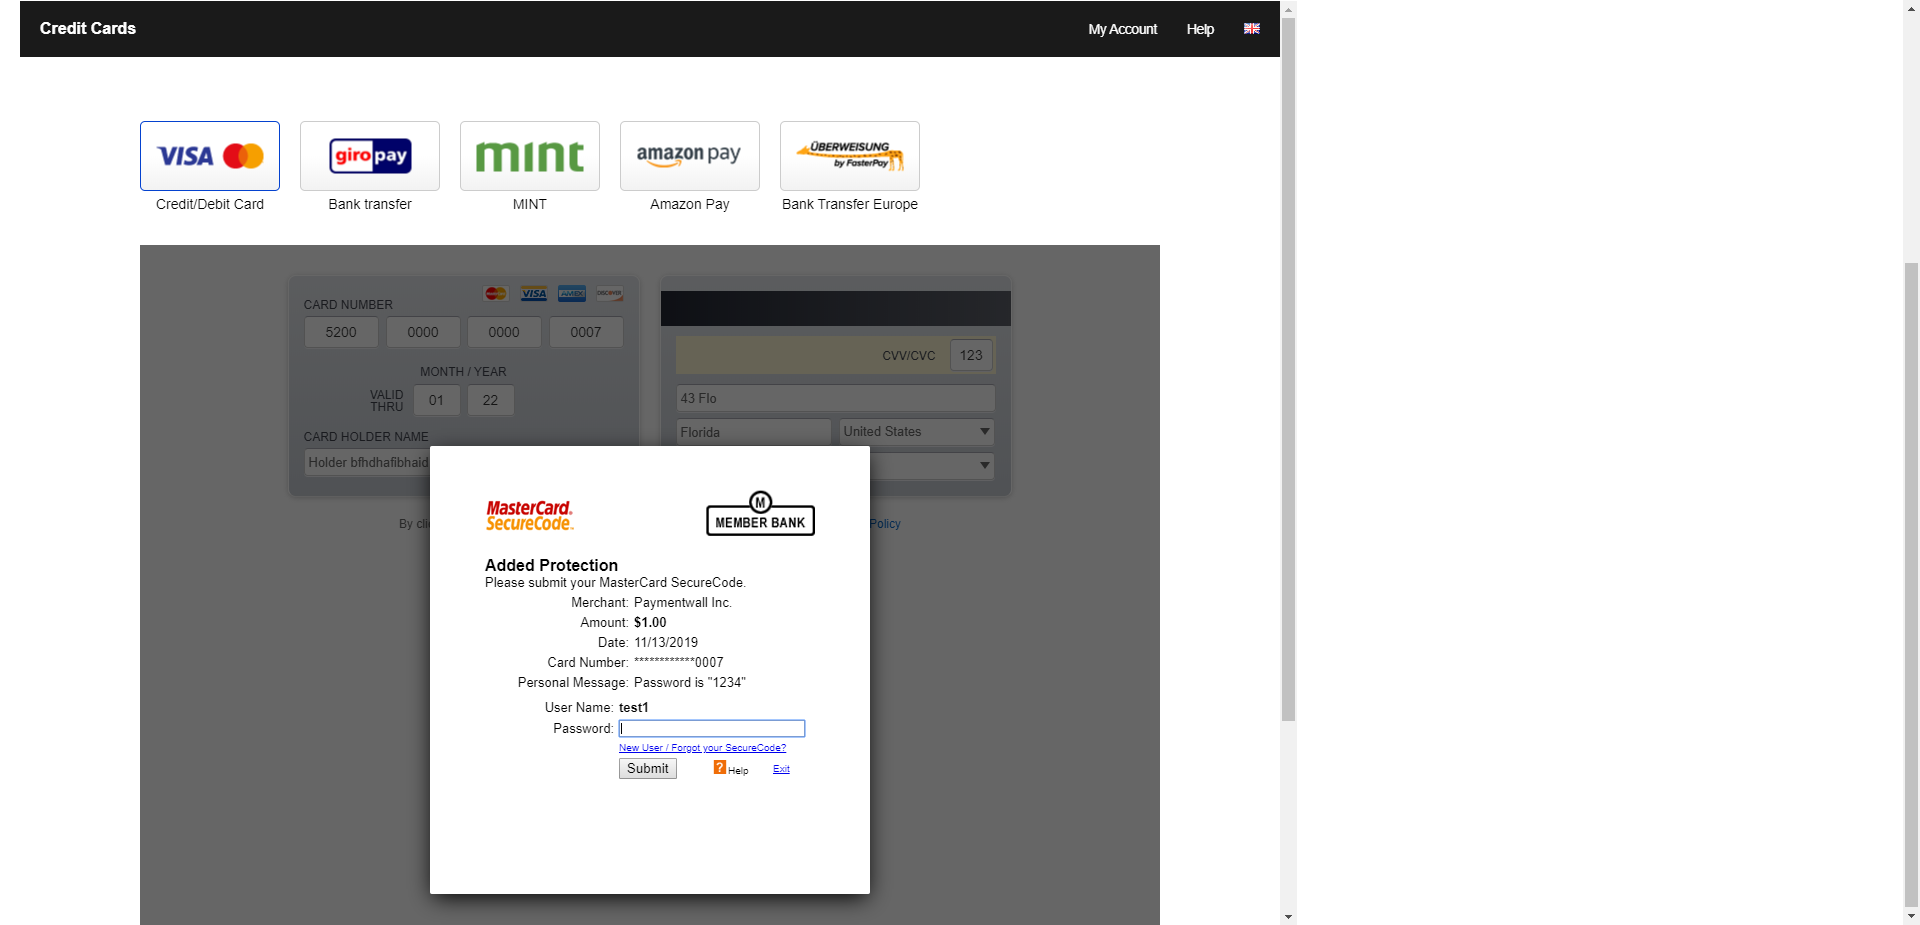 Credit Cards
My Account
Help
VISA
giropay
mint
amazon pay
ÜBERWEISUNG
by FasterPay
Credit/Debit Card
Bank transfer
MINT
Amazon Pay
Bank Transfer Europe
CARD NUMBER
VISA
AMEX
DISCOVER
5200 0000 0000 0007
MONTH / YEAR
VALID
THRU
01 22
CARD HOLDER NAME
Holder bfhdhafibhaid
CVV/CVC 123
43 Flo
Florida
United States
By cli
Policy
MasterCard.
SecureCode.
M
MEMBER BANK
Added Protection
Please submit your MasterCard SecureCode.
Merchant: Paymentwall Inc.
Amount: $1.00
Date: 11/13/2019
Card Number: ************0007
Personal Message: Password is "1234"
User Name: test1
Password:
New User / Forgot your SecureCode?
Submit
? Help
Exit